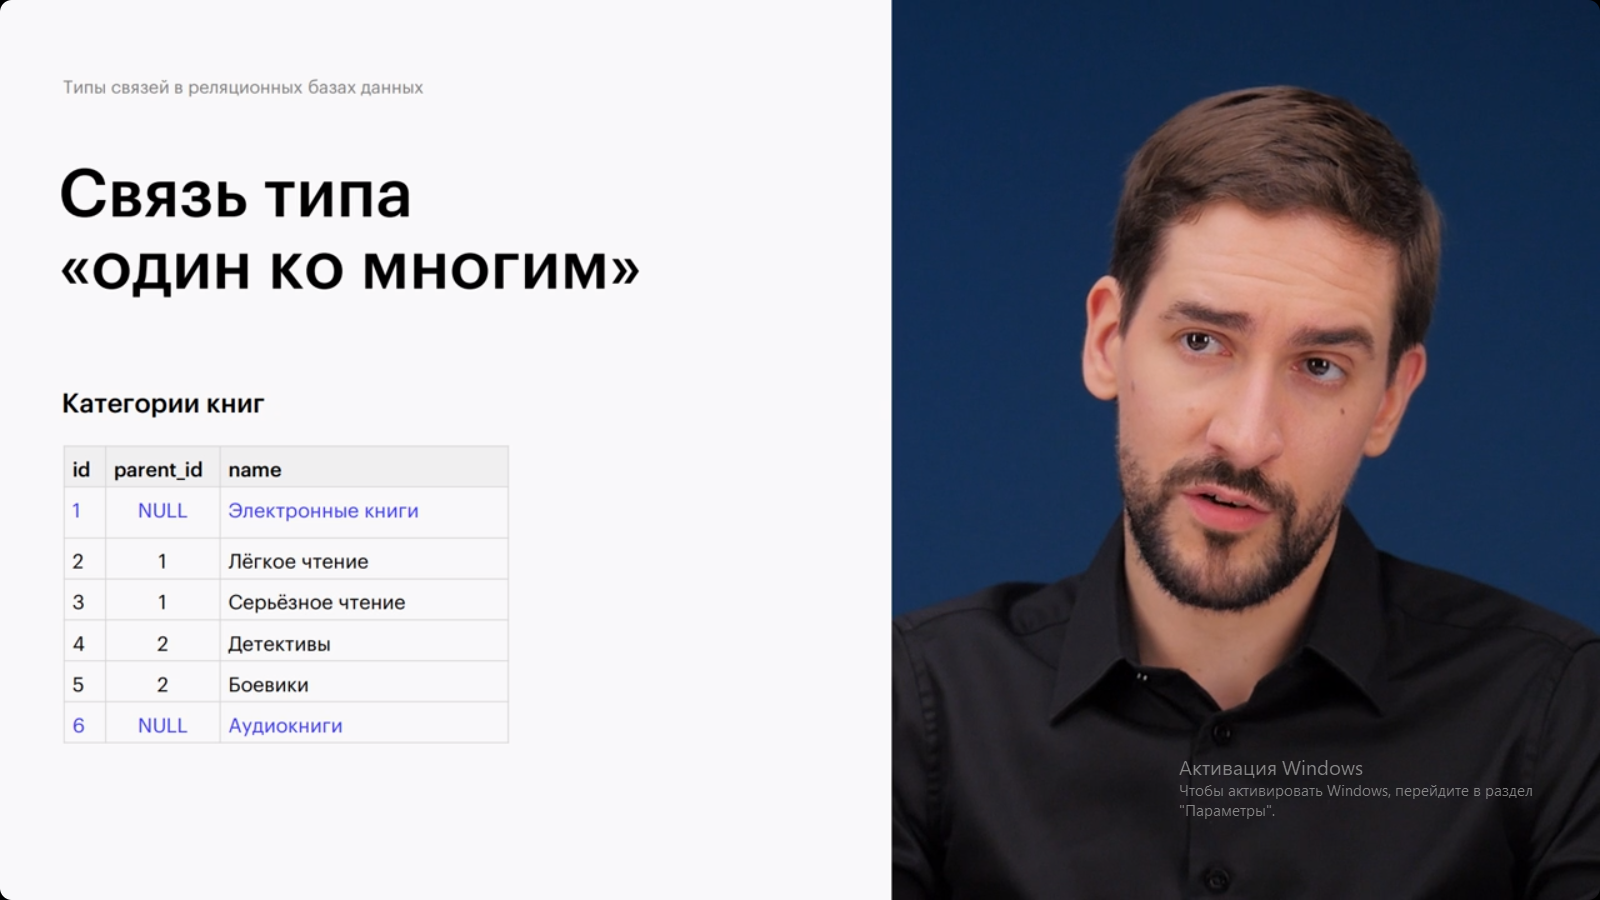 Типы связей в реляционных базах данных
Связь типа
«один ко многим»
Категории книг
id parent_id name
1 NULL Электронные книги
2 1 Лёгкое чтение
3 1 Серьёзное чтение
4 2 Детективы
5 2 Боевики
6 NULL Аудиокниги
Активация Windows
Чтобы активировать Windows, перейдите в раздел
"Параметры".